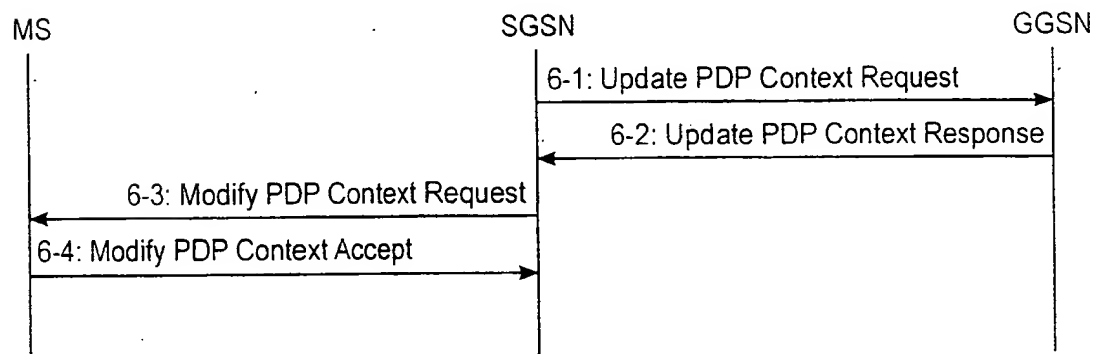 MS
SGSN
GGSN
6-1: Update PDP Context Request
6-2: Update PDP Context Response
6-3: Modify PDP Context Request
6-4: Modify PDP Context Accept